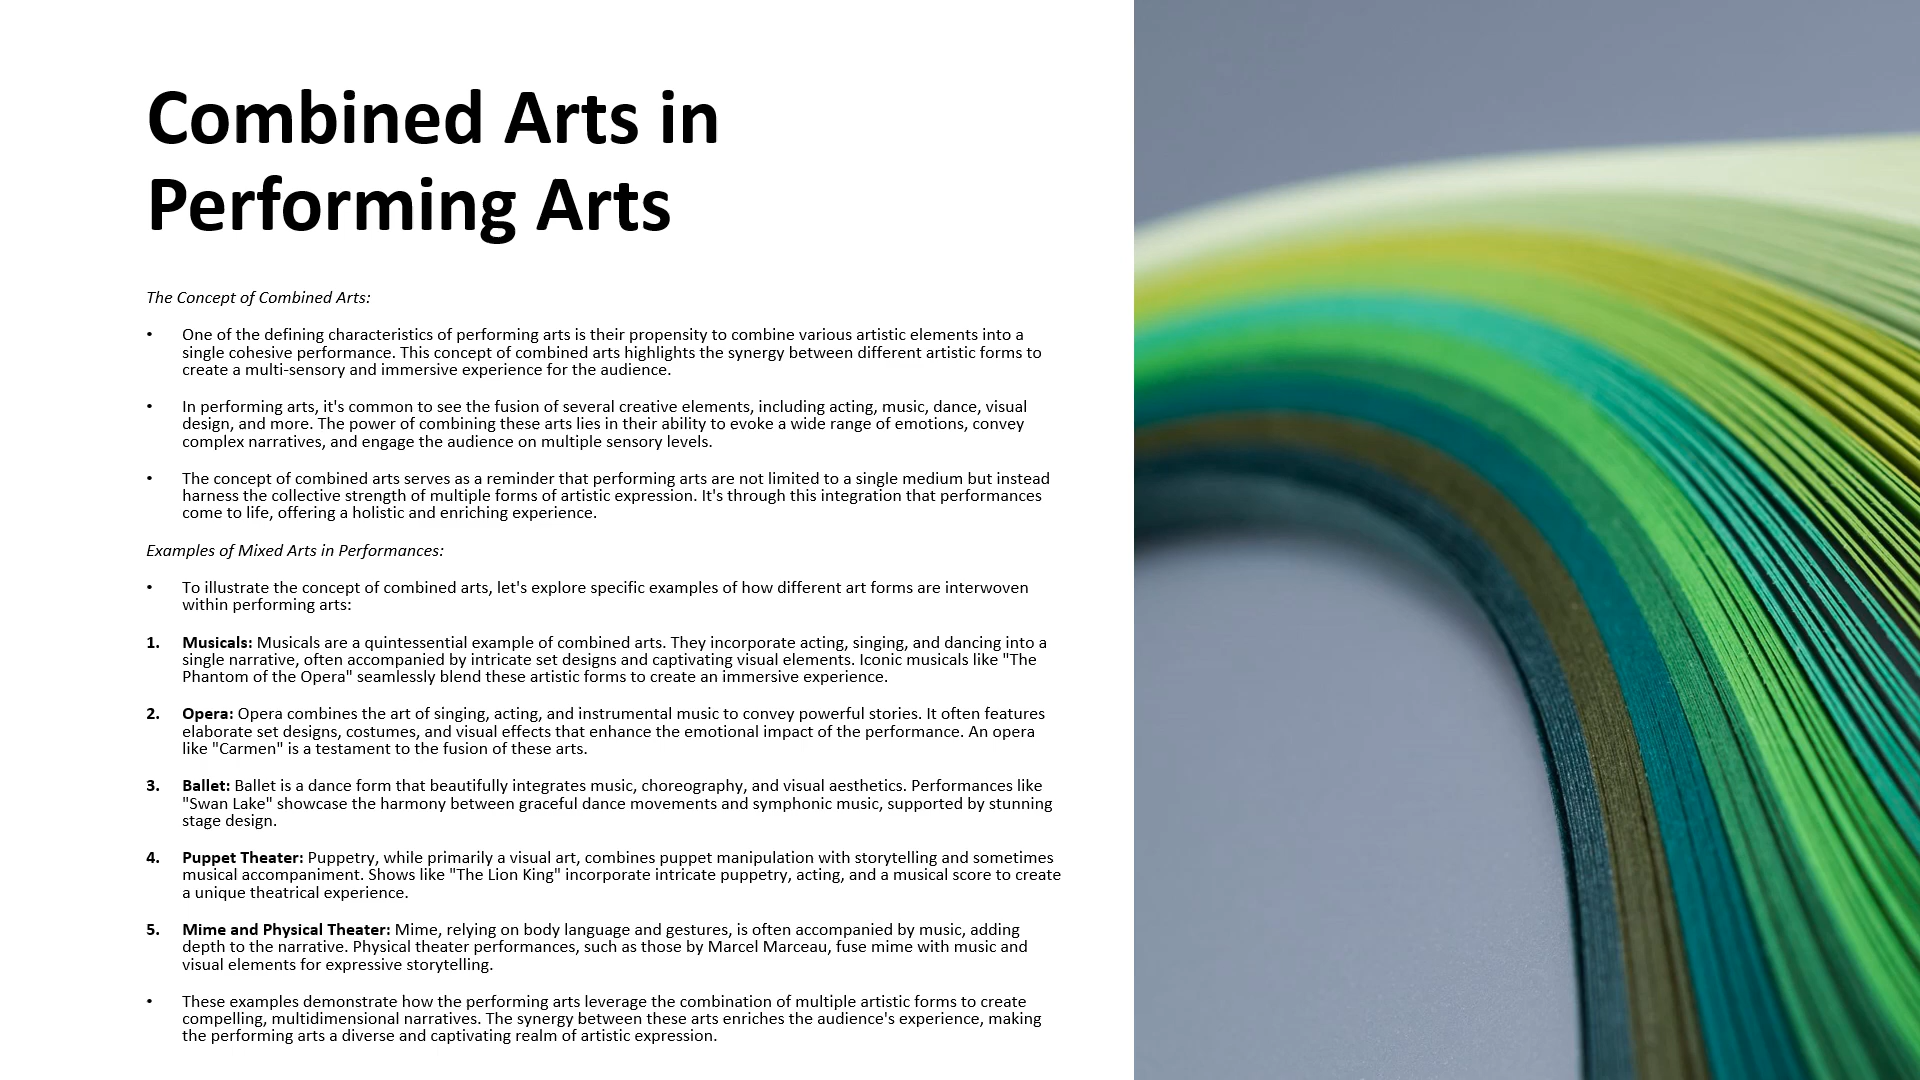 Combined Arts in
Performing Arts
The Concept of Combined Arts:
• One of the defining characteristics of performing arts is their propensity to combine various artistic elements into a
single cohesive performance. This concept of combined arts highlights the synergy between different artistic forms to
create a multi-sensory and immersive experience for the audience.
• In performing arts, it's common to see the fusion of several creative elements, including acting, music, dance, visual
design, and more. The power of combining these arts lies in their ability to evoke a wide range of emotions, convey
complex narratives, and engage the audience on multiple sensory levels.
• The concept of combined arts serves as a reminder that performing arts are not limited to a single medium but instead
harness the collective strength of multiple forms of artistic expression. It's through this integration that performances
come to life, offering a holistic and enriching experience.
Examples of Mixed Arts in Performances:
• To illustrate the concept of combined arts, let's explore specific examples of how different art forms are interwoven
within performing arts:
1. Musicals: Musicals are a quintessential example of combined arts. They incorporate acting, singing, and dancing into a
single narrative, often accompanied by intricate set designs and captivating visual elements. Iconic musicals like "The
Phantom of the Opera" seamlessly blend these artistic forms to create an immersive experience.
2. Opera: Opera combines the art of singing, acting, and instrumental music to convey powerful stories. It often features
elaborate set designs, costumes, and visual effects that enhance the emotional impact of the performance. An opera
like "Carmen" is a testament to the fusion of these arts.
3. Ballet: Ballet is a dance form that beautifully integrates music, choreography, and visual aesthetics. Performances like
"Swan Lake" showcase the harmony between graceful dance movements and symphonic music, supported by stunning
stage design.
4. Puppet Theater: Puppetry, while primarily a visual art, combines puppet manipulation with storytelling and sometimes
musical accompaniment. Shows like "The Lion King" incorporate intricate puppetry, acting, and a musical score to create
a unique theatrical experience.
5. Mime and Physical Theater: Mime, relying on body language and gestures, is often accompanied by music, adding
depth to the narrative. Physical theater performances, such as those by Marcel Marceau, fuse mime with music and
visual elements for expressive storytelling.
• These examples demonstrate how the performing arts leverage the combination of multiple artistic forms to create
compelling, multidimensional narratives. The synergy between these arts enriches the audience's experience, making
the performing arts a diverse and captivating realm of artistic expression.